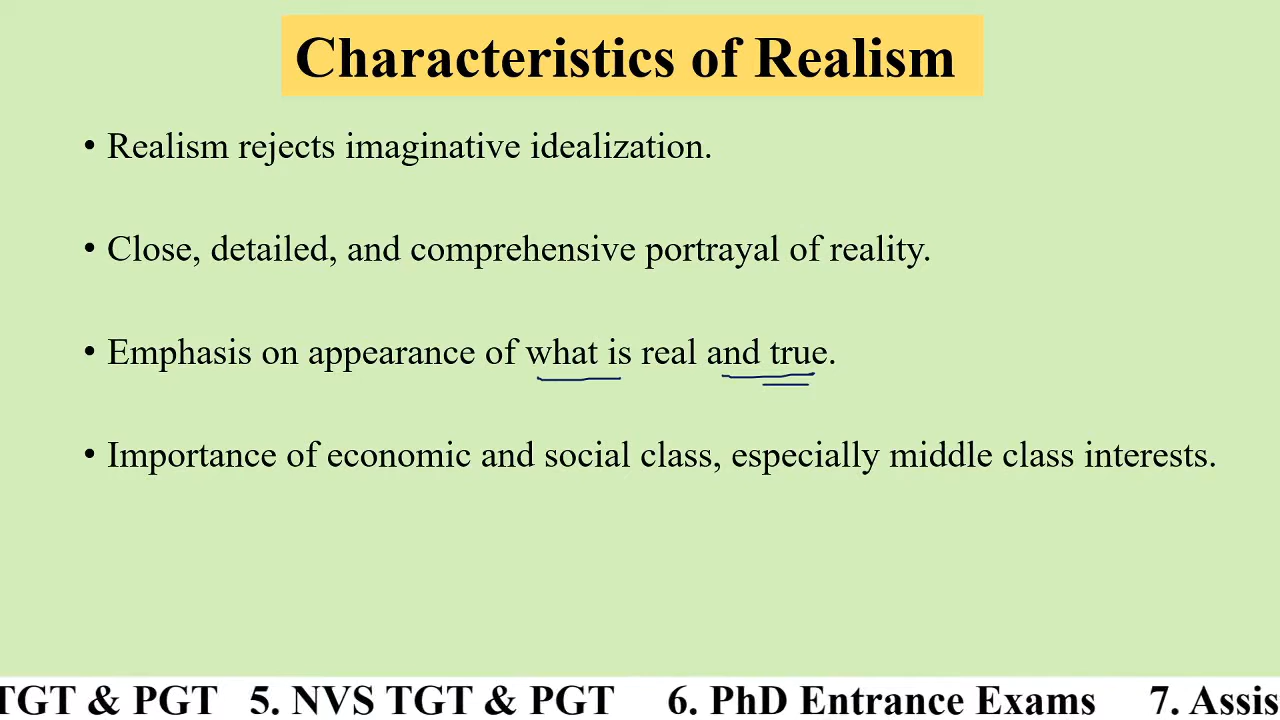 Characteristics of Realism
• Realism rejects imaginative idealization.
• Close, detailed, and comprehensive portrayal of reality.
• Emphasis on appearance of what is real and true.
• Importance of economic and social class, especially middle class interests.
TGT & PGT 5. NVS TGT & PGT 6. PhD Entrance Exams 7. Assis